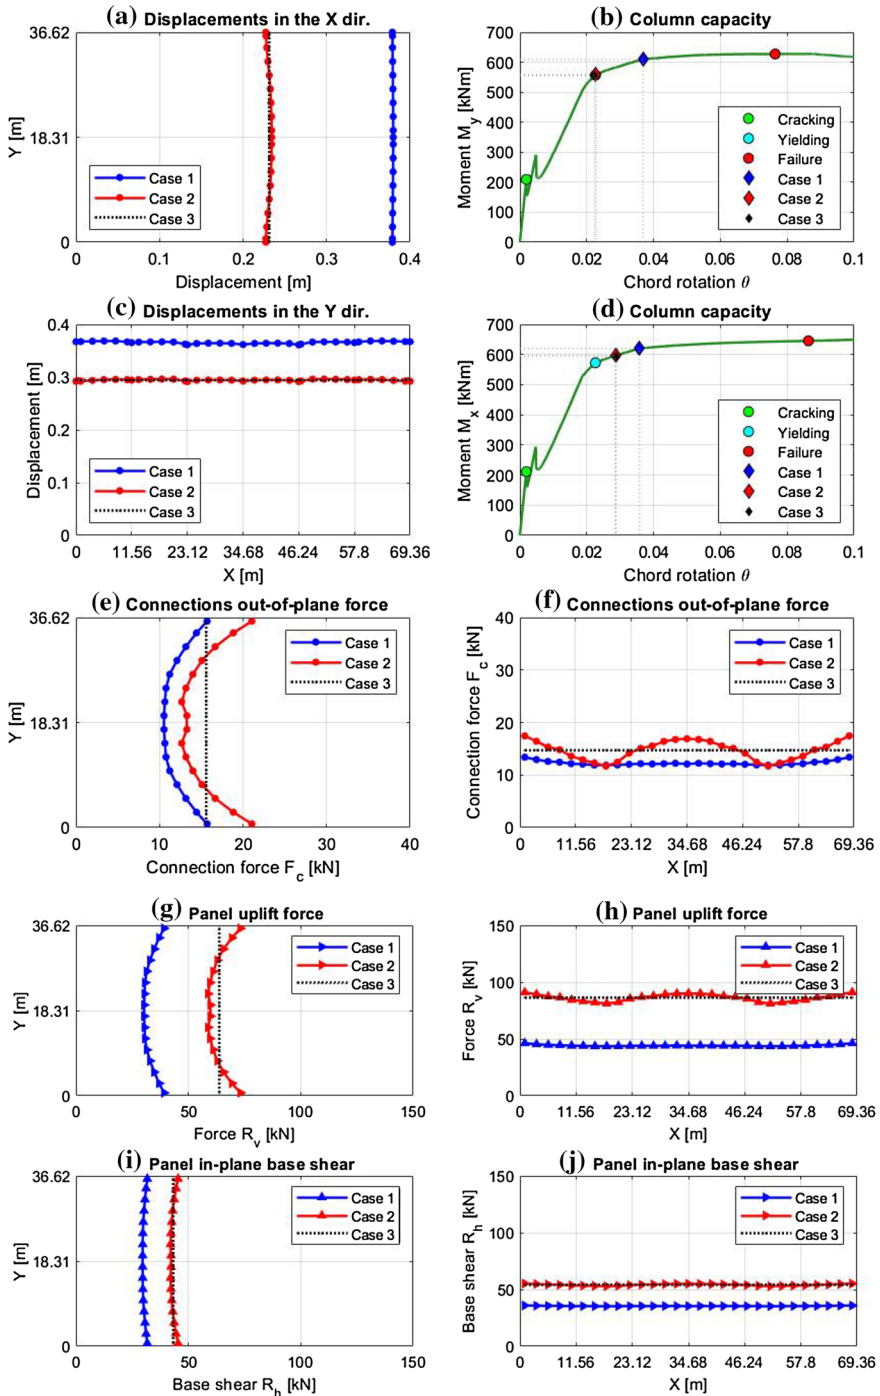 (a) Displacements in the X dir.
36.62
18.31
0
Y [m]
Case 1
Case 2
Case 3
0 0.1 0.2 0.3 0.4
Displacement [m]
(b) Column capacity
700
600
500
400
300
200
100
0
Moment My [kNm]
Cracking
Yielding
Failure
Case 1
Case 2
Case 3
0 0.02 0.04 0.06 0.08 0.1
Chord rotation θ
(c) Displacements in the Y dir.
0.4
0.3
0.2
0.1
0
Displacement [m]
Case 1
Case 2
Case 3
0 11.56 23.12 34.68 46.24 57.8 69.36
X [m]
(d) Column capacity
700
600
500
400
300
200
100
0
Moment Mx [kNm]
Cracking
Yielding
Failure
Case 1
Case 2
Case 3
0 0.02 0.04 0.06 0.08 0.1
Chord rotation θ
(e) Connections out-of-plane force
36.62
18.31
0
Y [m]
Case 1
Case 2
Case 3
0 10 20 30 40
Connection force Fc [kN]
(f) Connections out-of-plane force
40
30
20
10
0
Connection force Fc [kN]
Case 1
Case 2
Case 3
0 11.56 23.12 34.68 46.24 57.8 69.36
X [m]
(g) Panel uplift force
36.62
18.31
0
Y [m]
Case 1
Case 2
Case 3
0 50 100 150
Force Rv [kN]
(h) Panel uplift force
150
100
50
0
Force Rv [kN]
Case 1
Case 2
Case 3
0 11.56 23.12 34.68 46.24 57.8 69.36
X [m]
(i) Panel in-plane base shear
36.62
18.31
0
Y [m]
Case 1
Case 2
Case 3
0 50 100 150
Base shear Rh [kN]
(j) Panel in-plane base shear
150
100
50
0
Base shear Rh [kN]
Case 1
Case 2
Case 3
0 11.56 23.12 34.68 46.24 57.8 69.36
X [m]